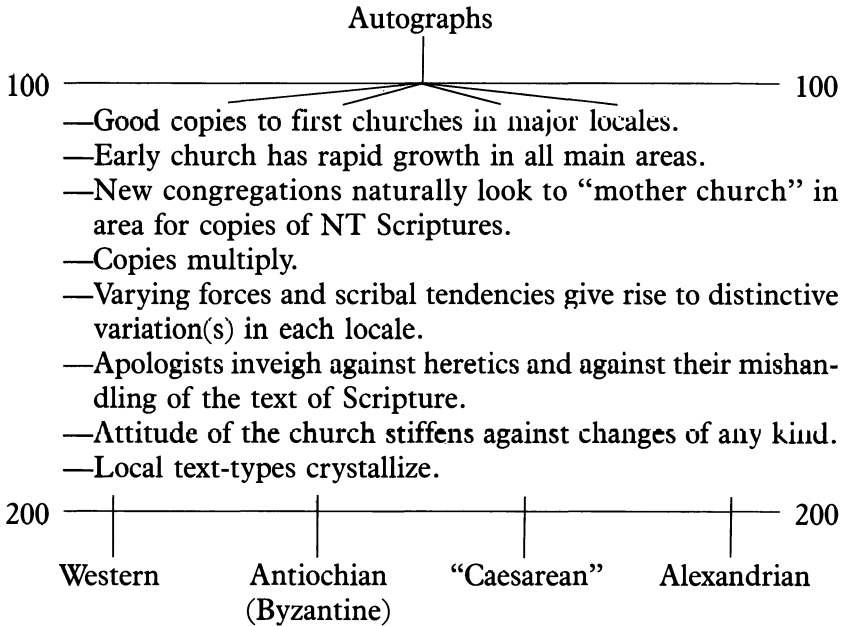 Autographs
100 100
—Good copies to first churches in major locales.
—Early church has rapid growth in all main areas.
—New congregations naturally look to “mother church” in
area for copies of NT Scriptures.
—Copies multiply.
—Varying forces and scribal tendencies give rise to distinctive
variation(s) in each locale.
—Apologists inveigh against heretics and against their mishan-
dling of the text of Scripture.
—Attitude of the church stiffens against changes of any kind.
—Local text-types crystallize.
200 200
Western Antiochian “Caesarean” Alexandrian
(Byzantine)